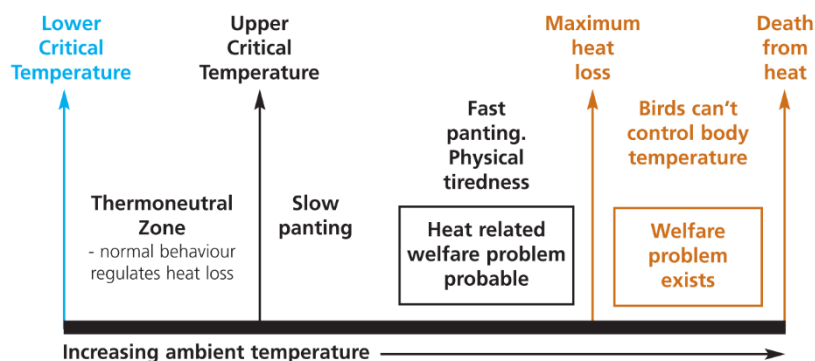 Lower
Critical
Temperature
Upper
Critical
Temperature
Maximum
heat
loss
Death
from
heat
Thermoneutral
Zone
- normal behaviour
regulates heat loss
Slow
panting
Fast
panting.
Physical
tiredness
Heat related
welfare problem
probable
Birds can't
control body
temperature
Welfare
problem
exists
Increasing ambient temperature